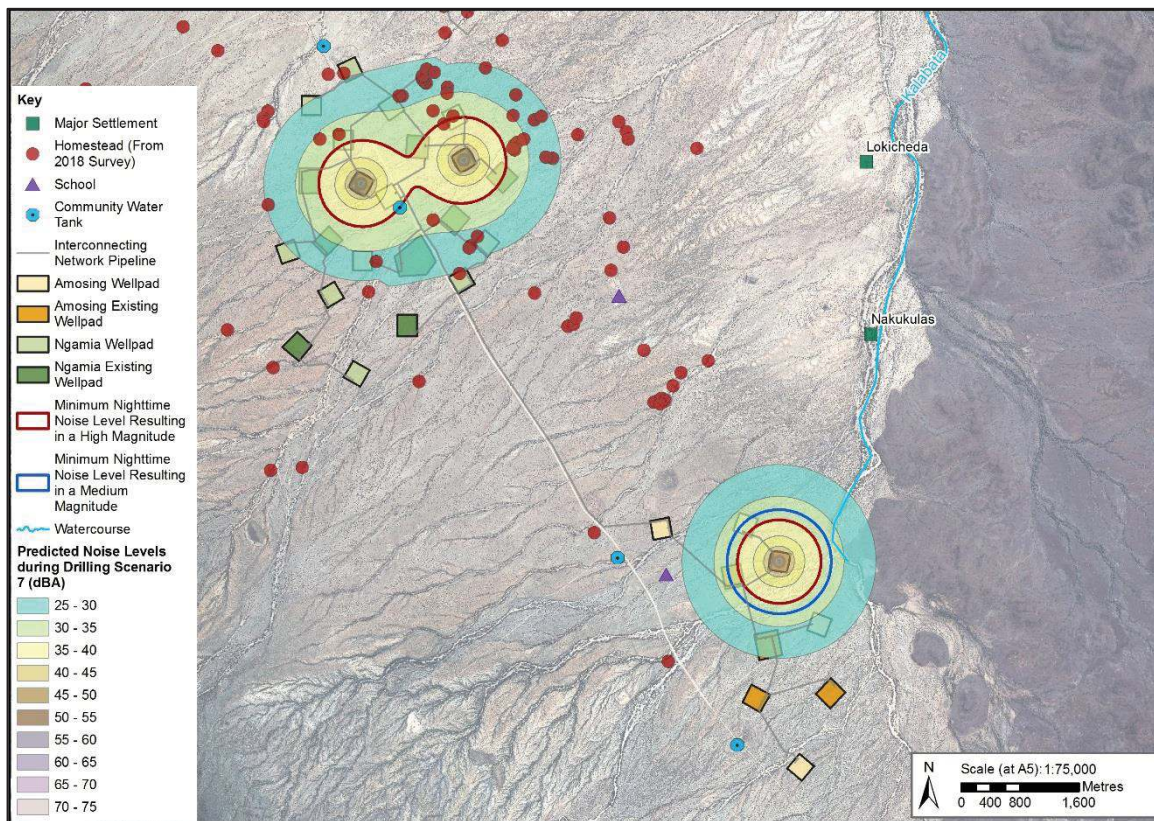 Key
Major Settlement
Homestead (From
2018 Survey)
School
Community Water
Tank
Interconnecting
Network Pipeline
Amosing Wellpad
Amosing Existing
Wellpad
Ngamia Wellpad
Ngamia Existing
Wellpad
Minimum Nighttime
Noise Level Resulting
in a High Magnitude
Minimum Nighttime
Noise Level Resulting
in a Medium
Magnitude
Watercourse
Predicted Noise Levels
during Drilling Scenario
7 (dBA)
25 - 30
30 - 35
35 - 40
40 - 45
45 - 50
50 - 55
55 - 60
60 - 65
65 - 70
70 - 75
Kalabata
Lokicheda
Nakukulas
N
Scale (at A5): 1:75,000
Metres
0 400 800 1,600